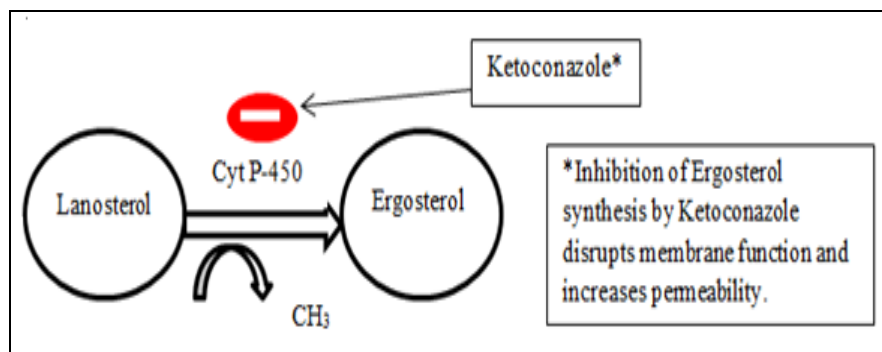 Ketoconazole*
Cyt P-450
Lanosterol
Ergosterol
CH₃
*Inhibition of Ergosterol
synthesis by Ketoconazole
disrupts membrane function and
increases permeability.